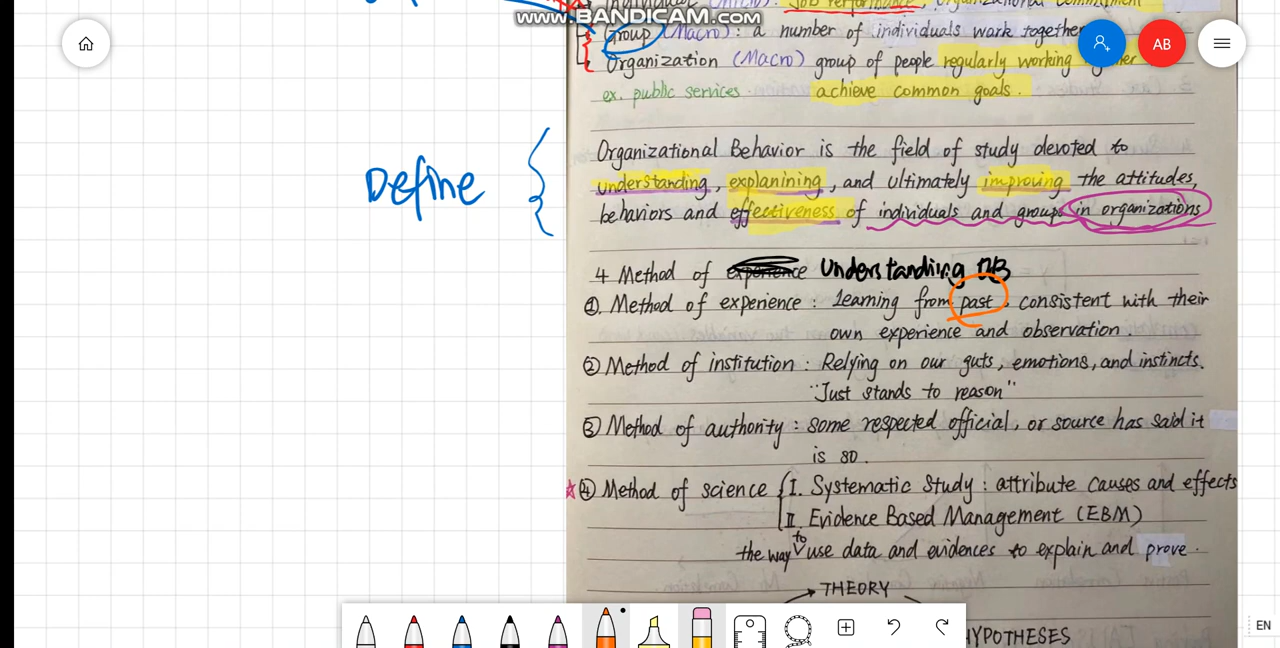 www.BANDICAM.com
Job Performance, Organizational Commitment
Group (Macro) : a number of individuals work together
AB
Organization (Macro) group of people regularly working together
ex. public services. achieve common goals.
Organizational Behavior is the field of study devoted to
Define
understanding, explanining, and ultimately improving the attitudes,
behaviors and effectiveness of individuals and groups in organizations
4 Method of experience Understanding OB
①. Method of experience : learning from past. consistent with their
own experience and observation.
② Method of institution : Relying on our guts, emotions, and instincts.
"Just stands to reason"
③ Method of authority : some respected official, or source has said it
is so.
④ Method of science I. Systematic Study : attribute causes and effects
II. Evidence Based Management (EBM)
the way to use data and evidences to explain and prove.
THEORY
HYPOTHESES
EN